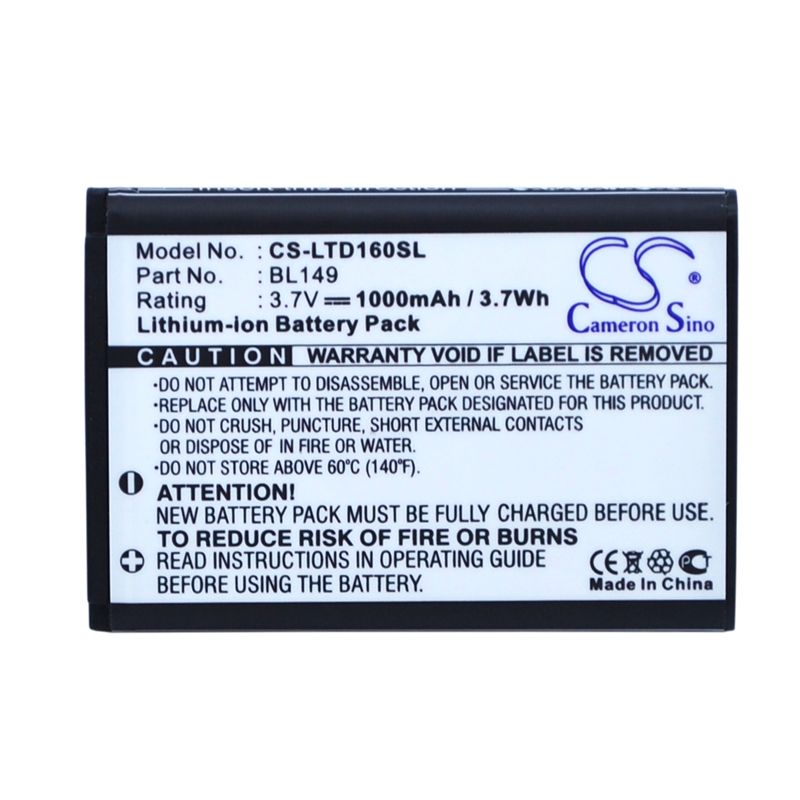 Insert this direction
Model No. : CS-LTD160SL
Part No. : BL149
Rating : 3.7V 1000mAh / 3.7Wh
Lithium-ion Battery Pack
CS ®
Cameron Sino
CAUTION WARRANTY VOID IF LABEL IS REMOVED
•DO NOT ATTEMPT TO DISASSEMBLE, OPEN OR SERVICE THE BATTERY PACK.
•REPLACE ONLY WITH THE BATTERY PACK DESIGNATED FOR THIS PRODUCT.
•DO NOT CRUSH, PUNCTURE, SHORT EXTERNAL CONTACTS
OR DISPOSE OF IN FIRE OR WATER.
•DO NOT STORE ABOVE 60℃ (140℉).
ATTENTION!
NEW BATTERY PACK MUST BE FULLY CHARGED BEFORE USE.
TO REDUCE RISK OF FIRE OR BURNS
READ INSTRUCTIONS IN OPERATING GUIDE
BEFORE USING THE BATTERY.
CE
Made In China